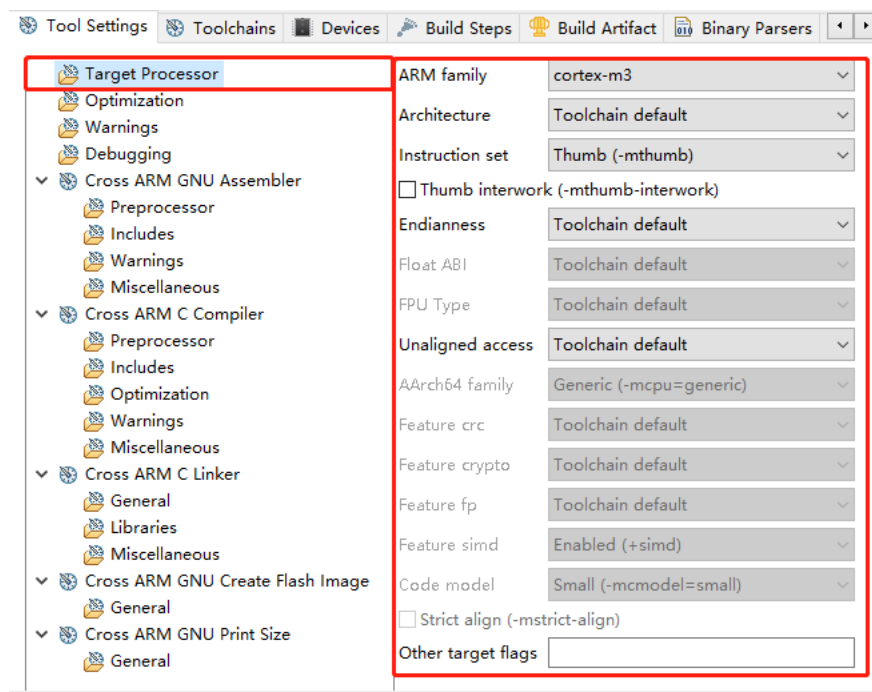 Tool Settings Toolchains Devices Build Steps Build Artifact Binary Parsers
Target Processor
Optimization
Warnings
Debugging
Cross ARM GNU Assembler
Preprocessor
Includes
Warnings
Miscellaneous
Cross ARM C Compiler
Preprocessor
Includes
Optimization
Warnings
Miscellaneous
Cross ARM C Linker
General
Libraries
Miscellaneous
Cross ARM GNU Create Flash Image
General
Cross ARM GNU Print Size
General
ARM family cortex-m3
Architecture Toolchain default
Instruction set Thumb (-mthumb)
Thumb interwork (-mthumb-interwork)
Endianness Toolchain default
Float ABI Toolchain default
FPU Type Toolchain default
Unaligned access Toolchain default
AArch64 family Generic (-mcpu=generic)
Feature crc Toolchain default
Feature crypto Toolchain default
Feature fp Toolchain default
Feature simd Enabled (+simd)
Code model Small (-mcmodel=small)
Strict align (-mstrict-align)
Other target flags